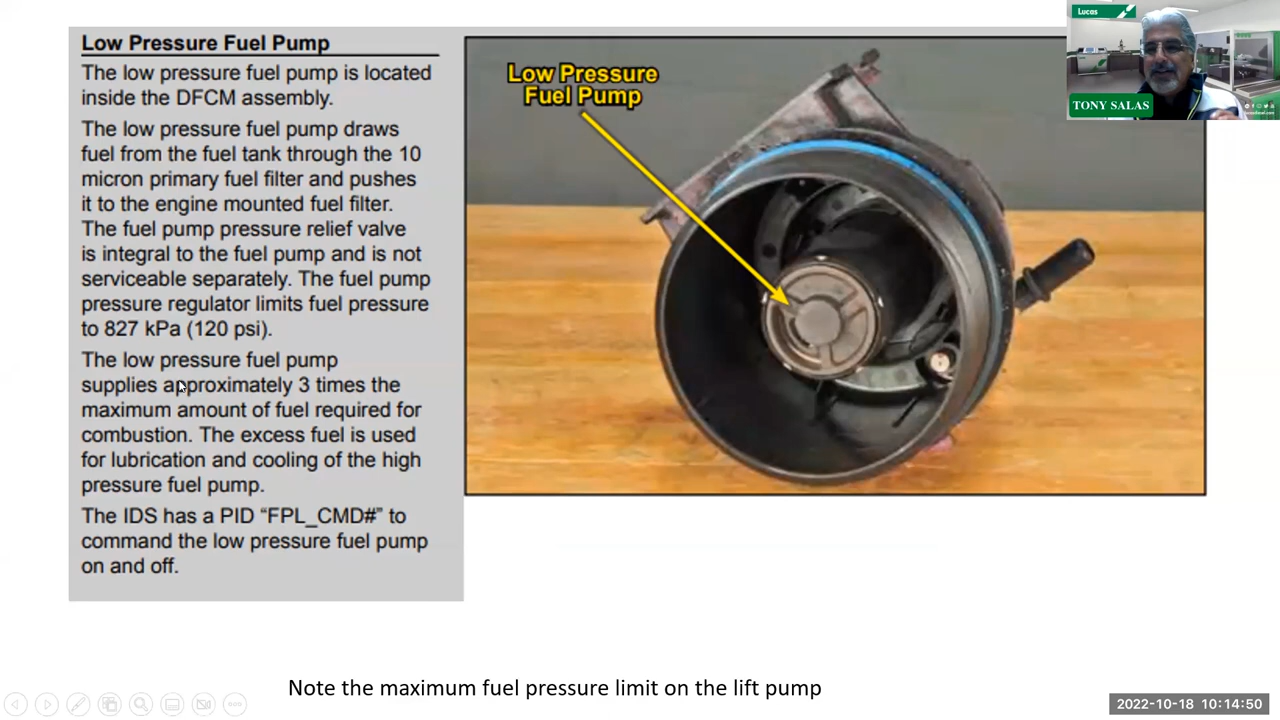 Low Pressure Fuel Pump
The low pressure fuel pump is located
inside the DFCM assembly.
The low pressure fuel pump draws
fuel from the fuel tank through the 10
micron primary fuel filter and pushes
it to the engine mounted fuel filter.
The fuel pump pressure relief valve
is integral to the fuel pump and is not
serviceable separately. The fuel pump
pressure regulator limits fuel pressure
to 827 kPa (120 psi).
The low pressure fuel pump
supplies approximately 3 times the
maximum amount of fuel required for
combustion. The excess fuel is used
for lubrication and cooling of the high
pressure fuel pump.
The IDS has a PID “FPL_CMD#” to
command the low pressure fuel pump
on and off.
Low Pressure
Fuel Pump
Lucas
TONY SALAS
Note the maximum fuel pressure limit on the lift pump
2022-10-18 10:14:50